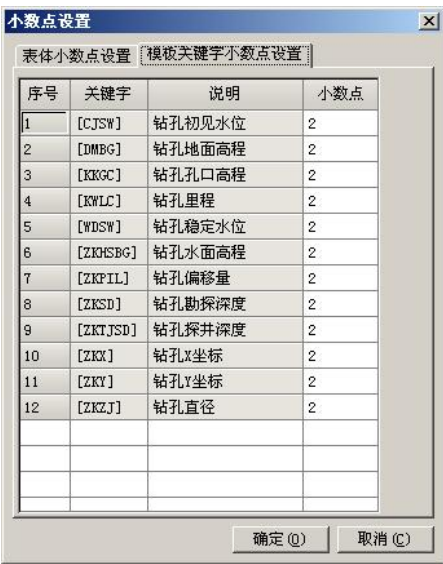 小数点设置
表体小数点设置 模板关键字小数点设置
序号 关键字 说明 小数点
1 [CJSW] 钻孔初见水位 2
2 [DMBG] 钻孔地面高程 2
3 [KKGC] 钻孔孔口高程 2
4 [KWLC] 钻孔里程 2
5 [WDSW] 钻孔稳定水位 2
6 [ZKHSBG] 钻孔水面高程 2
7 [ZKPIL] 钻孔偏移量 2
8 [ZKSD] 钻孔勘探深度 2
9 [ZKTJSD] 钻孔探井深度 2
10 [ZKX] 钻孔X坐标 2
11 [ZKY] 钻孔Y坐标 2
12 [ZKZJ] 钻孔直径 2
确定(O) 取消(C)